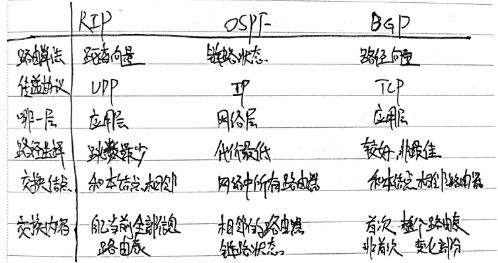 RIP OSPF BGP
路由算法 距离向量 链路状态 路径向量
传递协议 UDP IP TCP
哪一层 应用层 网络层 应用层
路径选择 跳数最少 代价最低 较好,非最佳
交换结点 和本结点相邻 网络中所有路由器 和本结点相邻路由器
交换内容 自己当前全部信息 相邻的路由器 首次 整个路由表
路由表 链路状态 非首次 变化部分